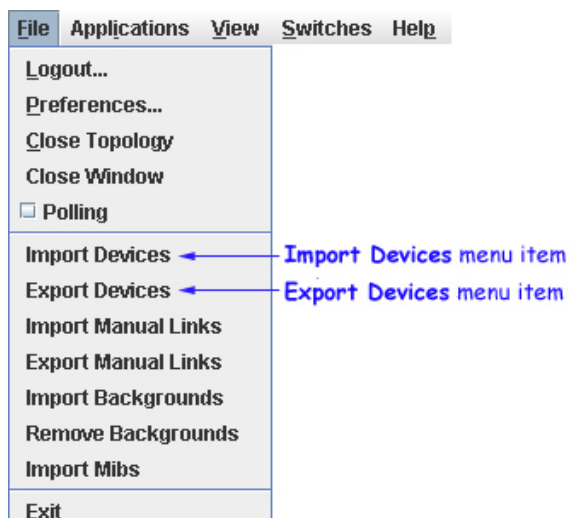 File Applications View Switches Help
Logout...
Preferences...
Close Topology
Close Window
Polling
Import Devices Import Devices menu item
Export Devices Export Devices menu item
Import Manual Links
Export Manual Links
Import Backgrounds
Remove Backgrounds
Import Mibs
Exit